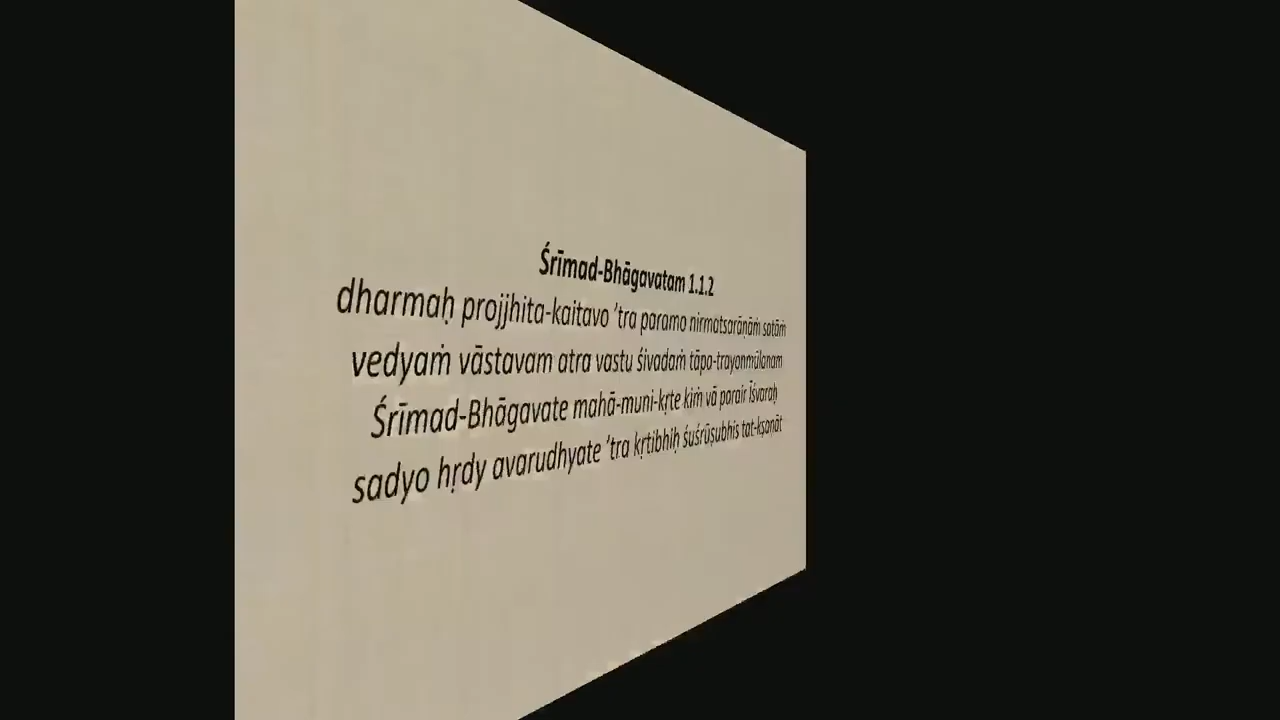 Śrīmad-Bhāgavatam 1.1.2
dharmaḥ projjhita-kaitavo ’tra paramo nirmatsarāṇāṁ satāṁ
vedyaṁ vāstavam atra vastu śivadaṁ tāpa-trayonmūlanam
Śrīmad-Bhāgavate mahā-muni-kṛte kiṁ vā parair īśvaraḥ
sadyo hṛdy avarudhyate ’tra kṛtibhiḥ śuśrūṣubhis tat-kṣaṇāt